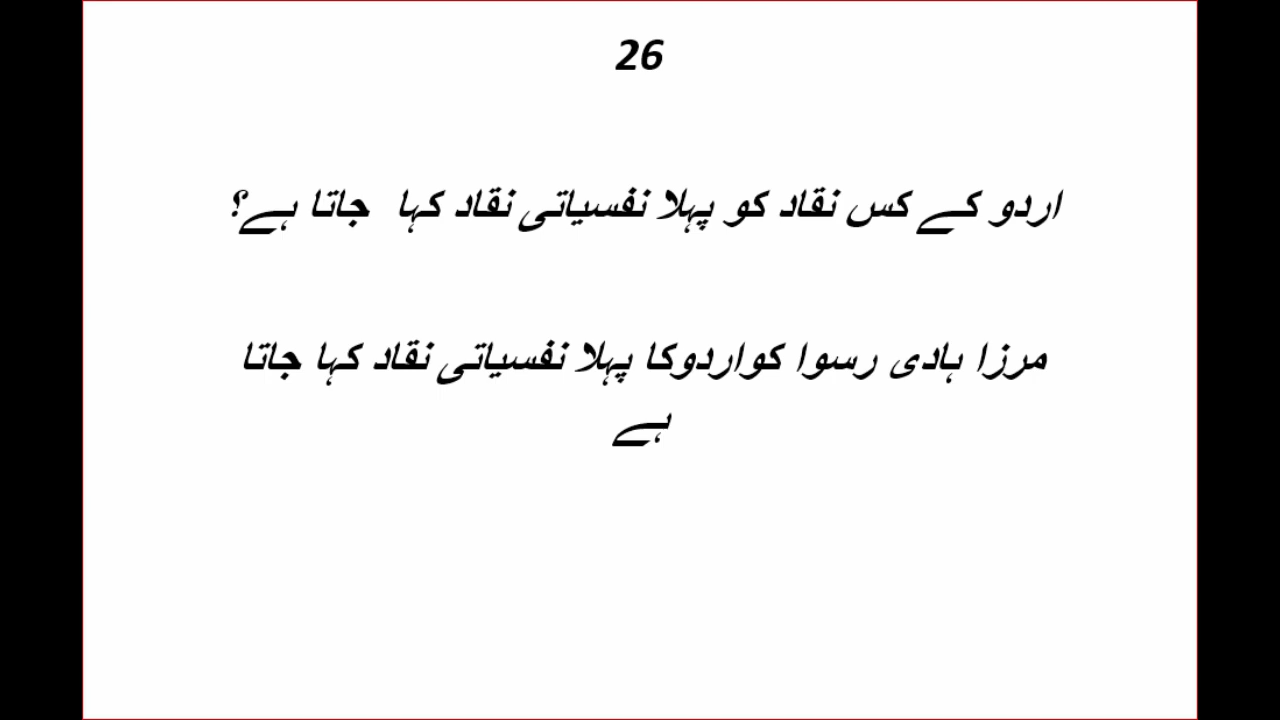 26
اردو کے کس نقاد کو پہلا نفسیاتی نقاد کہا جاتا ہے؟
مرزا ہادی رسوا کواردوکا پہلا نفسیاتی نقاد کہا جاتا
ہے